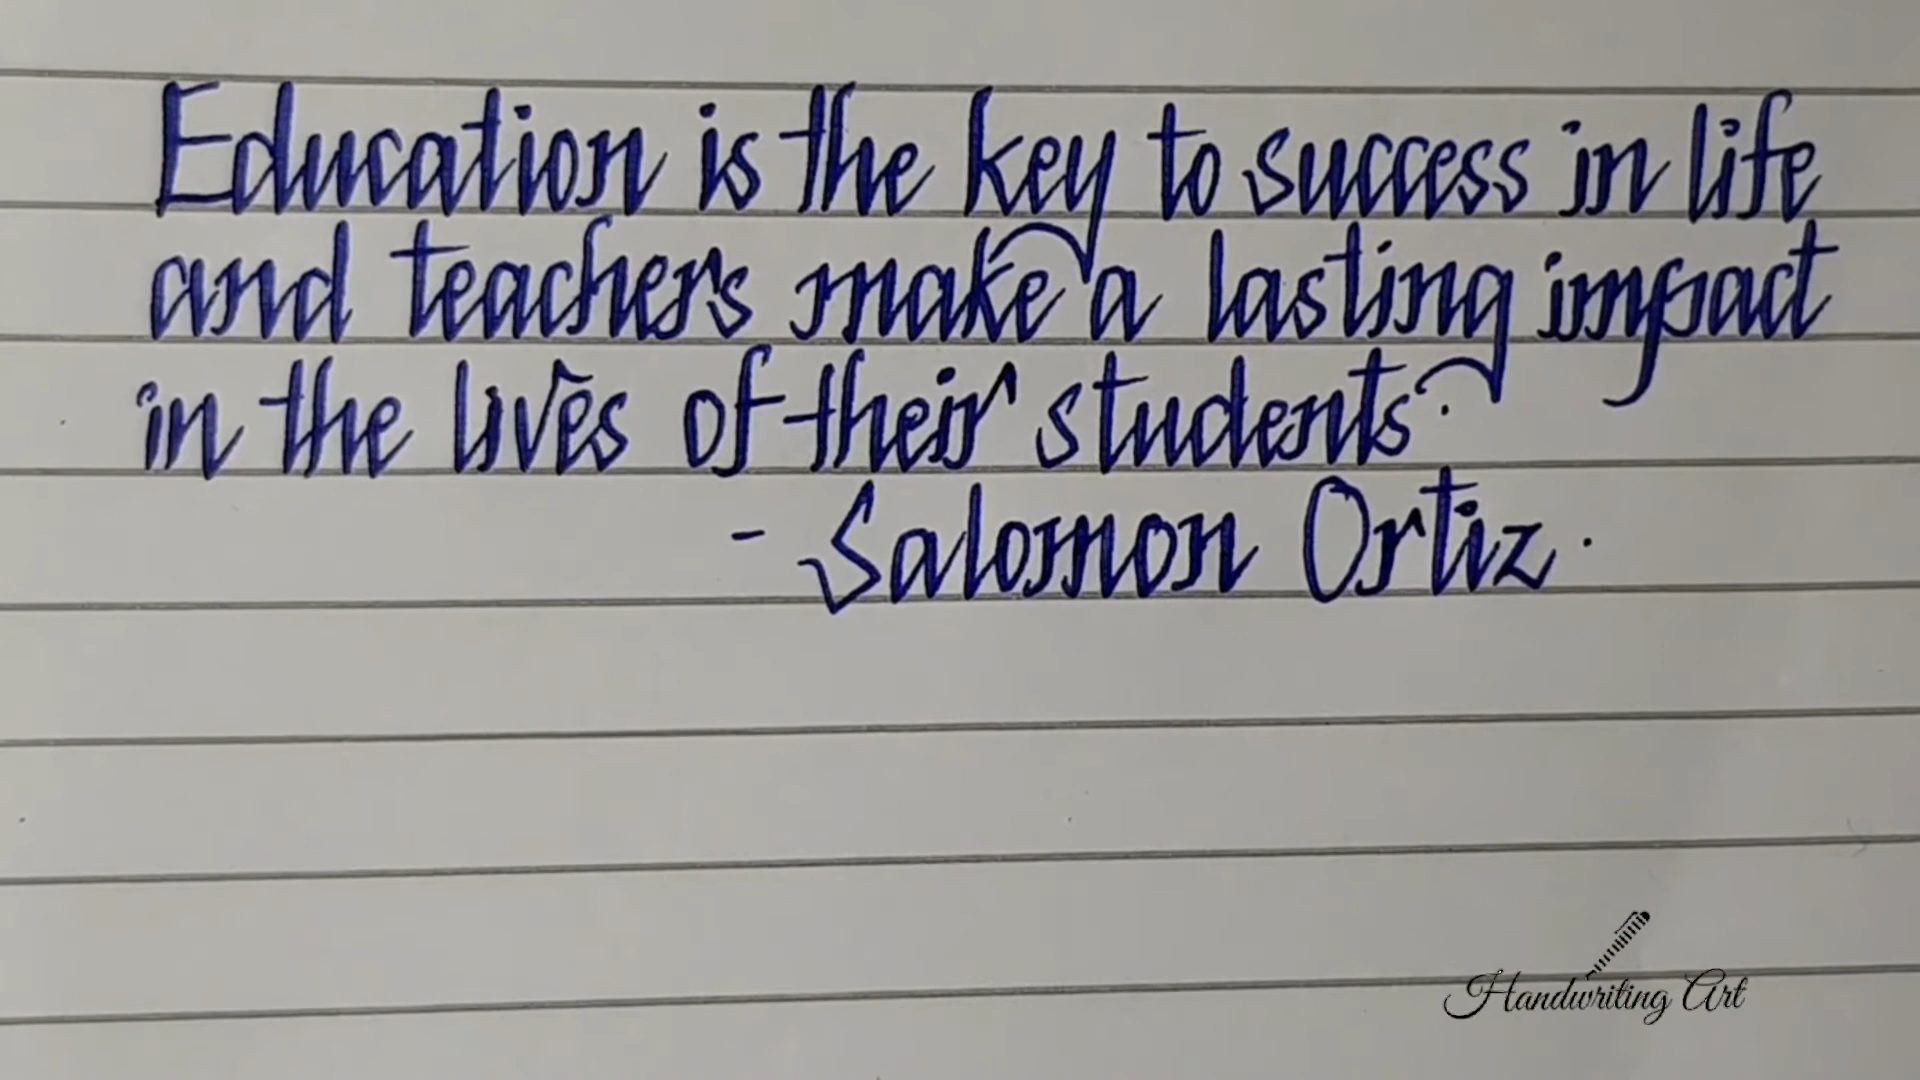 Education is the key to success in life
and teachers make a lasting impact
in the lives of their students.
- Salomon Ortiz.
Handwriting Art